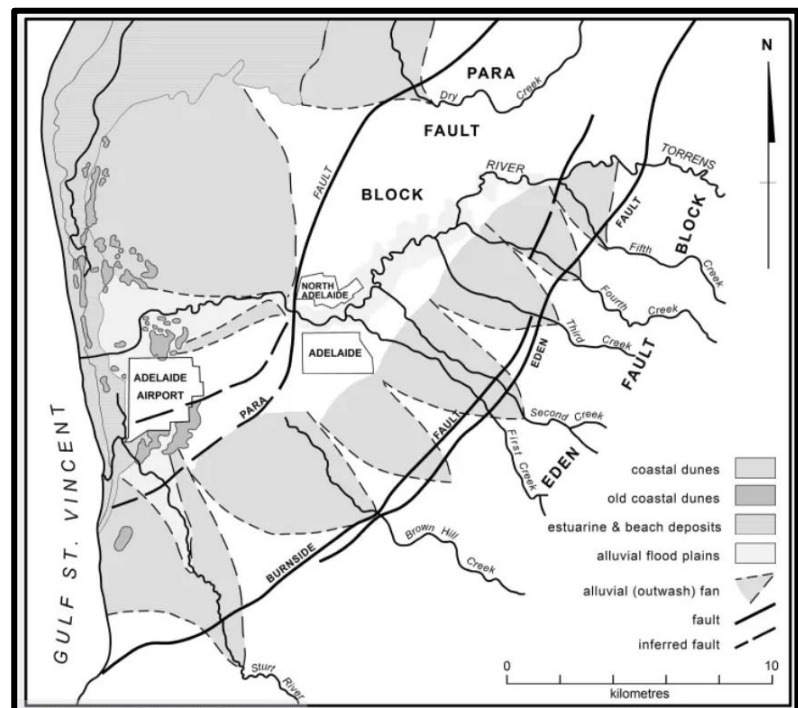 N
PARA
Dry Creek
FAULT
FAULT
BLOCK
RIVER TORRENS
FAULT
BLOCK
Fifth Creek
NORTH
ADELAIDE
Fourth Creek
ADELAIDE
Third Creek
FAULT
EDEN
ADELAIDE
AIRPORT
PARA
FAULT
Second Creek
First Creek
EDEN
GULF ST. VINCENT
BURNSIDE
Brown Hill
Creek
Sturt
River
coastal dunes
old coastal dunes
estuarine & beach deposits
alluvial flood plains
alluvial (outwash) fan
fault
inferred fault
0 10
kilometres